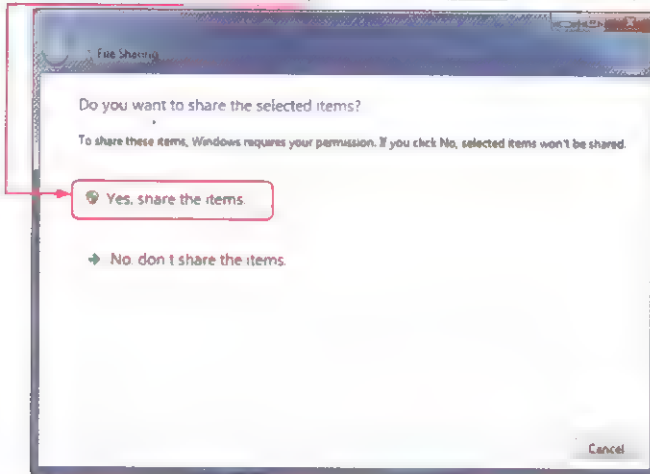 File Sharing
Do you want to share the selected items?
To share these items, Windows requires your permission. If you click No, selected items won't be shared.
Yes, share the items.
No, don't share the items.
Cancel